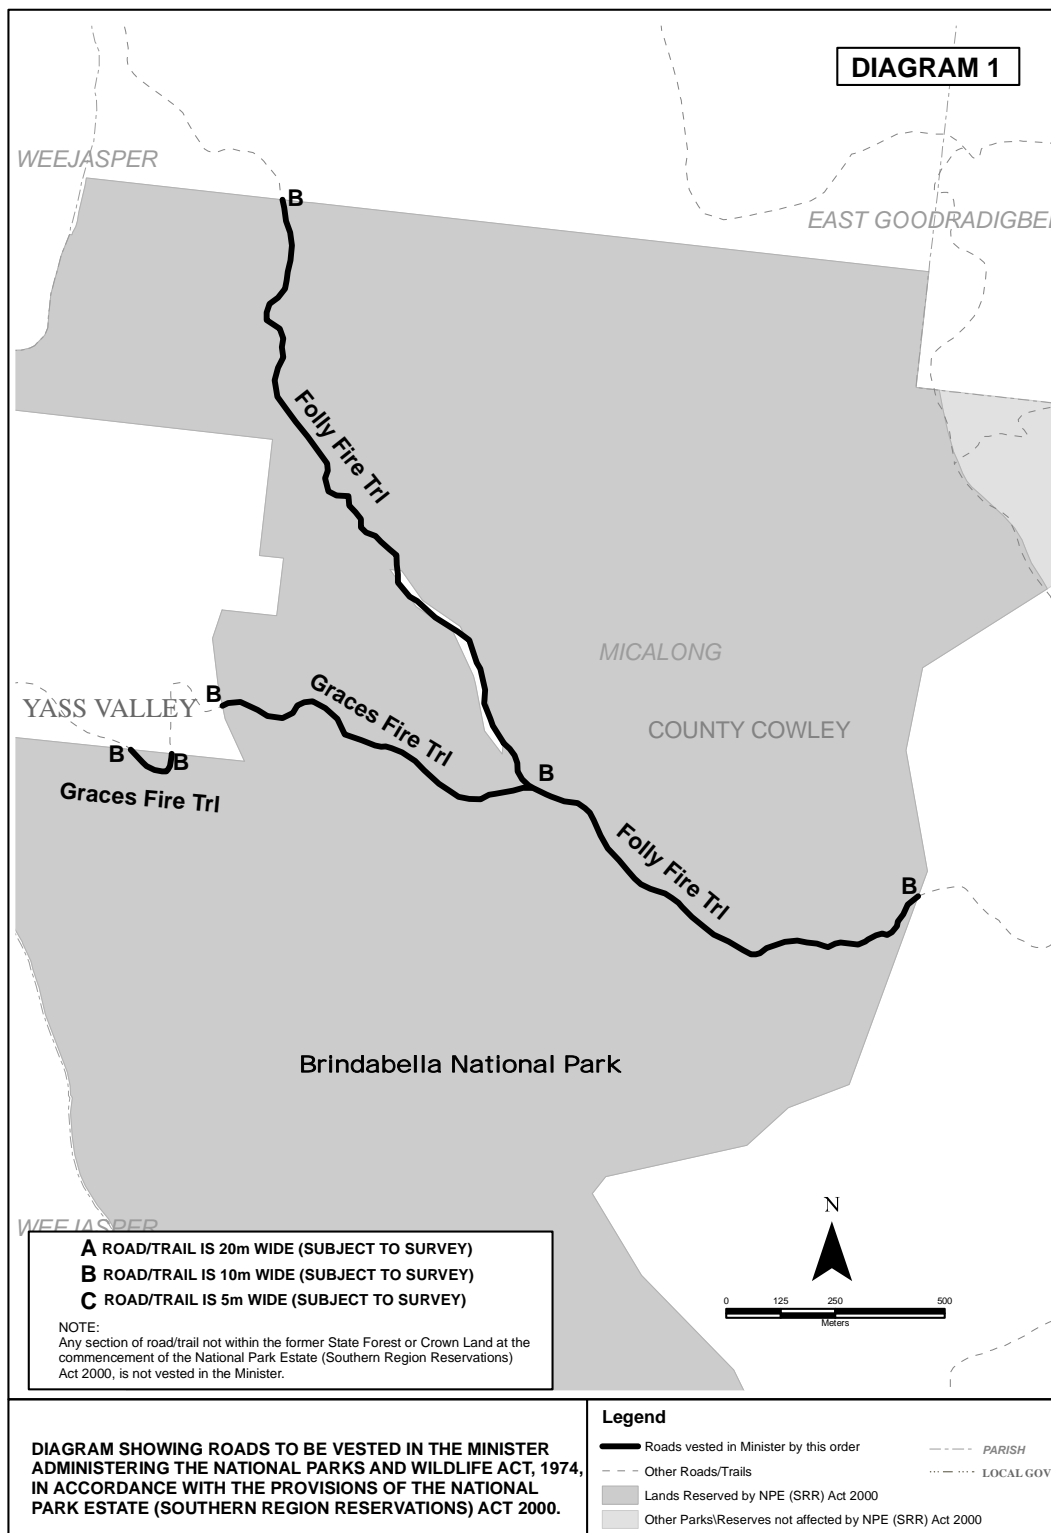 DIAGRAM 1
WEEJASPER
B
EAST GOODRADIGBEE
Folly Fire Trl
MICALONG
COUNTY COWLEY
YASS VALLEY
B
Graces Fire Trl
B
B
Graces Fire Trl
B
Folly Fire Trl
B
Brindabella National Park
WEEJASPER
A ROAD/TRAIL IS 20m WIDE (SUBJECT TO SURVEY)
B ROAD/TRAIL IS 10m WIDE (SUBJECT TO SURVEY)
C ROAD/TRAIL IS 5m WIDE (SUBJECT TO SURVEY)
NOTE:
Any section of road/trail not within the former State Forest or Crown Land at the
commencement of the National Park Estate (Southern Region Reservations)
Act 2000, is not vested in the Minister.
N
0 125 250 500
Meters
DIAGRAM SHOWING ROADS TO BE VESTED IN THE MINISTER
ADMINISTERING THE NATIONAL PARKS AND WILDLIFE ACT, 1974,
IN ACCORDANCE WITH THE PROVISIONS OF THE NATIONAL
PARK ESTATE (SOUTHERN REGION RESERVATIONS) ACT 2000.
Legend
Roads vested in Minister by this order
Other Roads/Trails
Lands Reserved by NPE (SRR) Act 2000
Other Parks\Reserves not affected by NPE (SRR) Act 2000
PARISH
LOCAL GOV